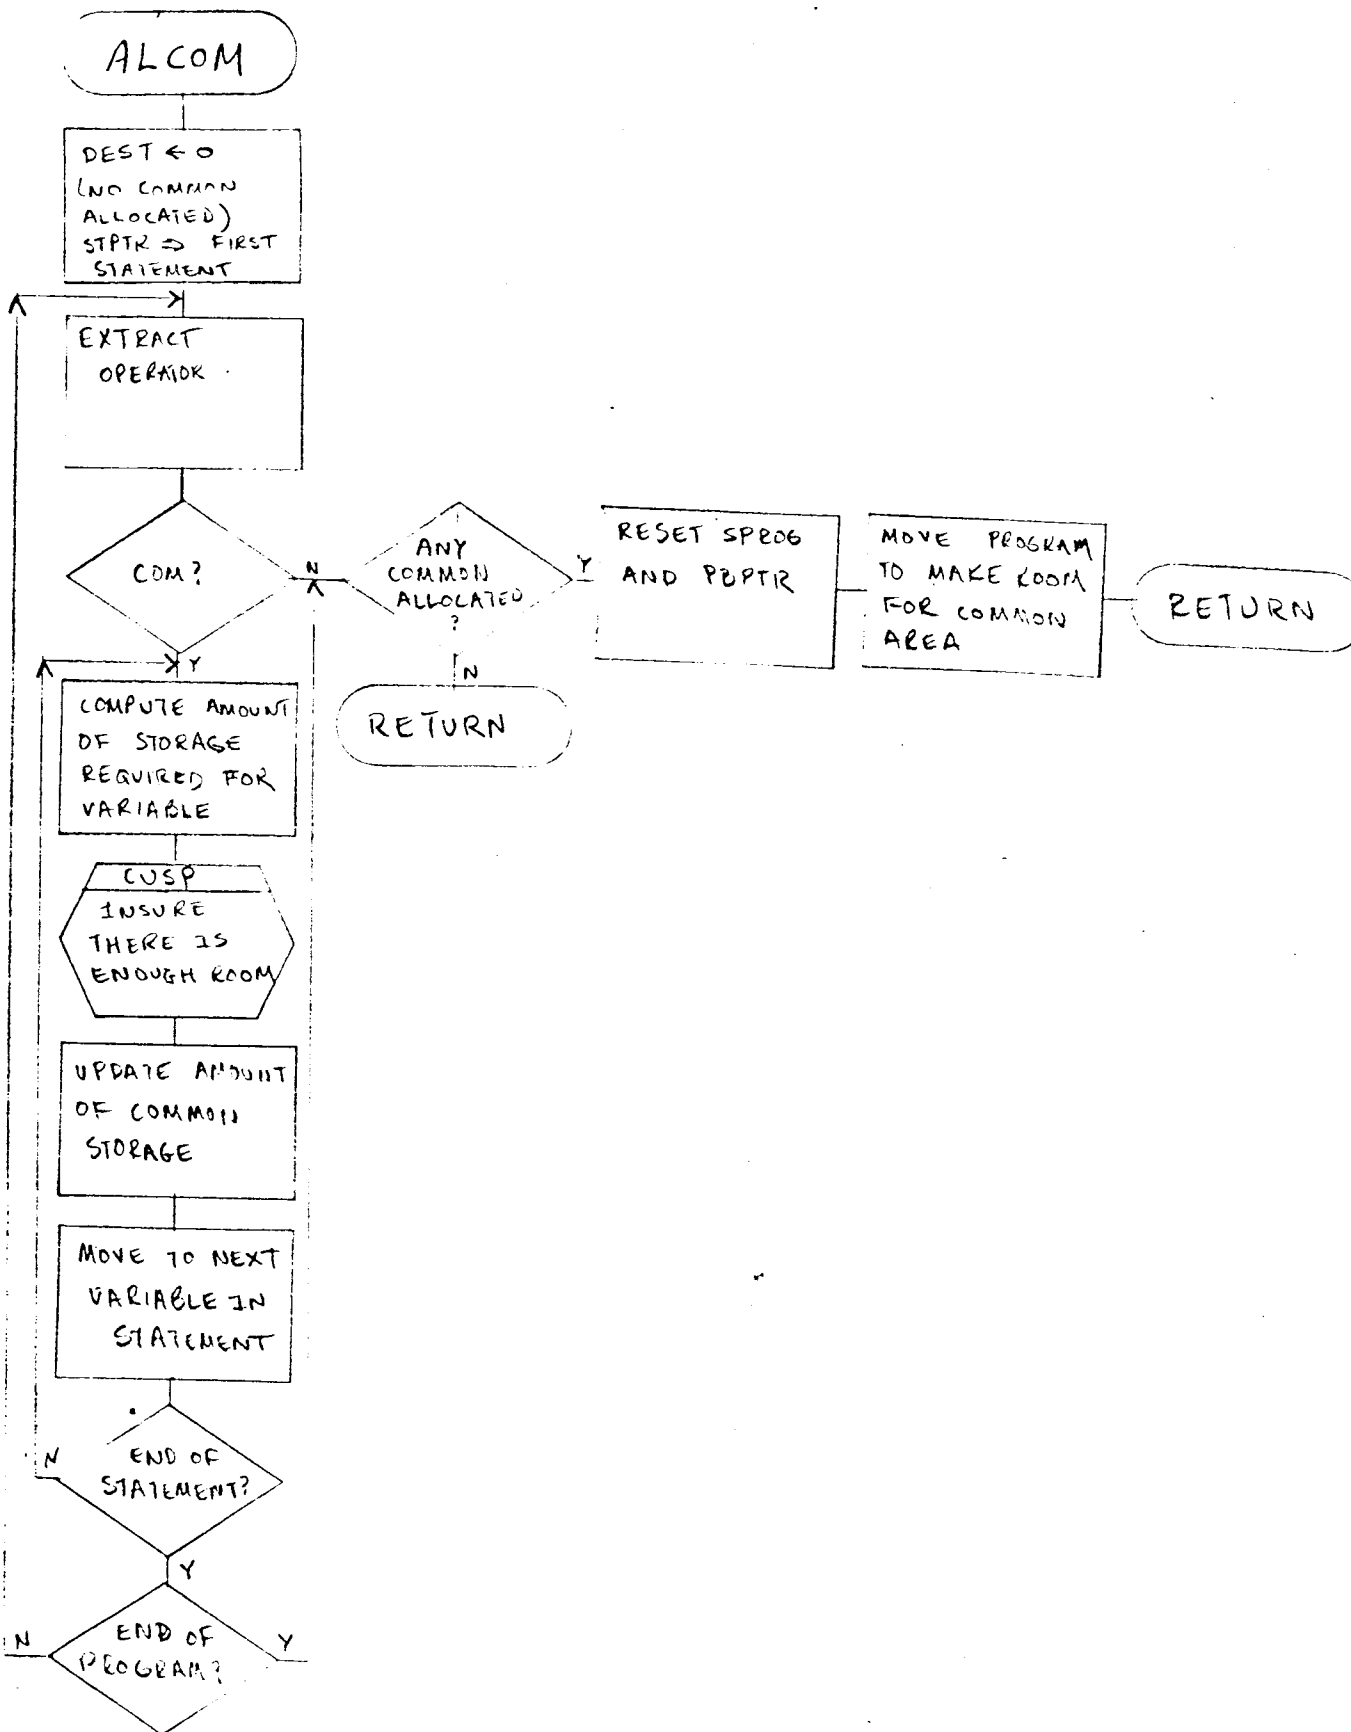 ALCOM
DEST ← 0
(NO COMMON
ALLOCATED)
STPTR ⇒ FIRST
STATEMENT
EXTRACT
OPERATOR
COM?
N
ANY
COMMON
ALLOCATED
?
Y
RESET SPROG
AND PBPTR
MOVE PROGRAM
TO MAKE ROOM
FOR COMMON
AREA
RETURN
N
RETURN
Y
COMPUTE AMOUNT
OF STORAGE
REQUIRED FOR
VARIABLE
CUSP
INSURE
THERE IS
ENOUGH ROOM
UPDATE AMOUNT
OF COMMON
STORAGE
MOVE TO NEXT
VARIABLE IN
STATEMENT
N
END OF
STATEMENT?
Y
N
END OF
PROGRAM?
Y